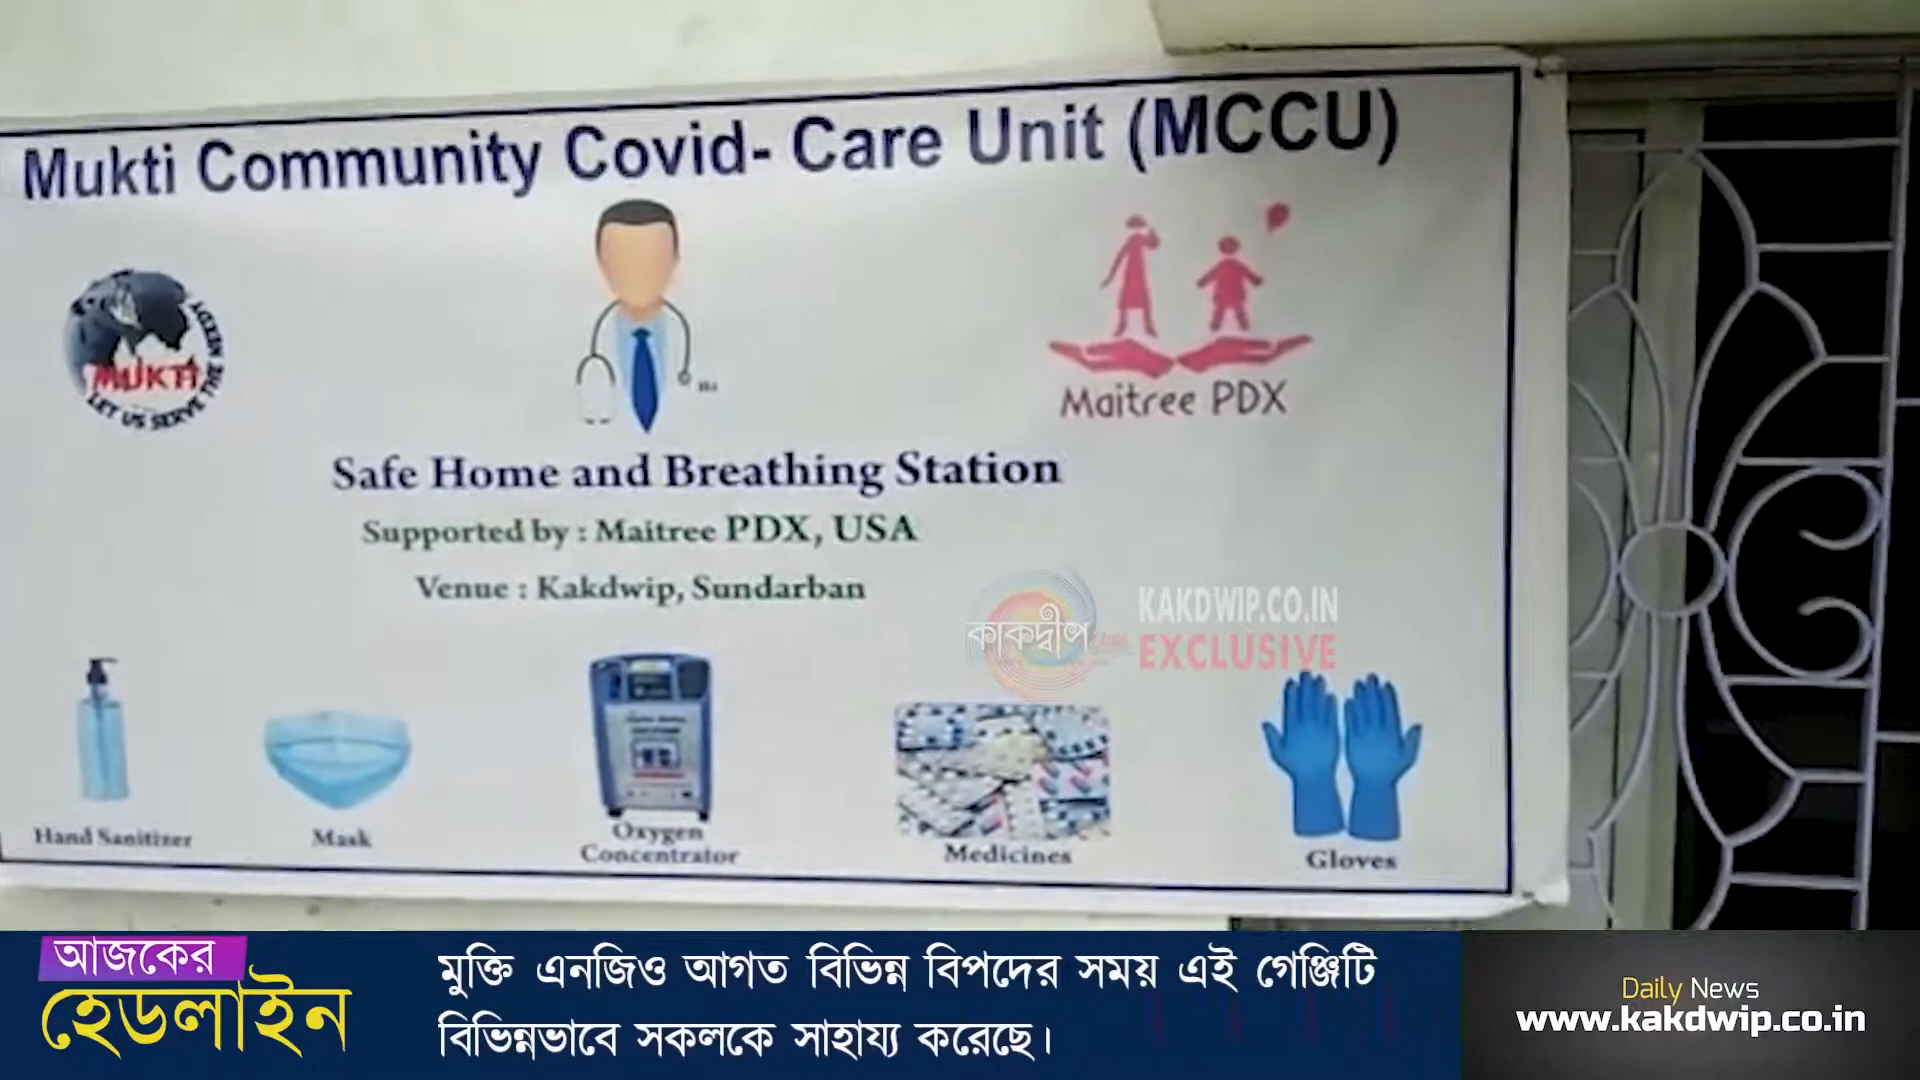 Mukti Community Covid- Care Unit (MCCU)
MUKTI
LET US SERVE THE NEEDY
Maitree PDX
Safe Home and Breathing Station
Supported by : Maitree PDX, USA
Venue : Kakdwip, Sundarban
কাকদ্বীপ
KAKDWIP.CO.IN
EXCLUSIVE
Hand Sanitizer
Mask
Oxygen
Concentrator
Medicines
Gloves
আজকের
হেডলাইন
মুক্তি এনজিও আগত বিভিন্ন বিপদের সময় এই গেঞ্জিটি
বিভিন্নভাবে সকলকে সাহায্য করেছে।
Daily News
www.kakdwip.co.in